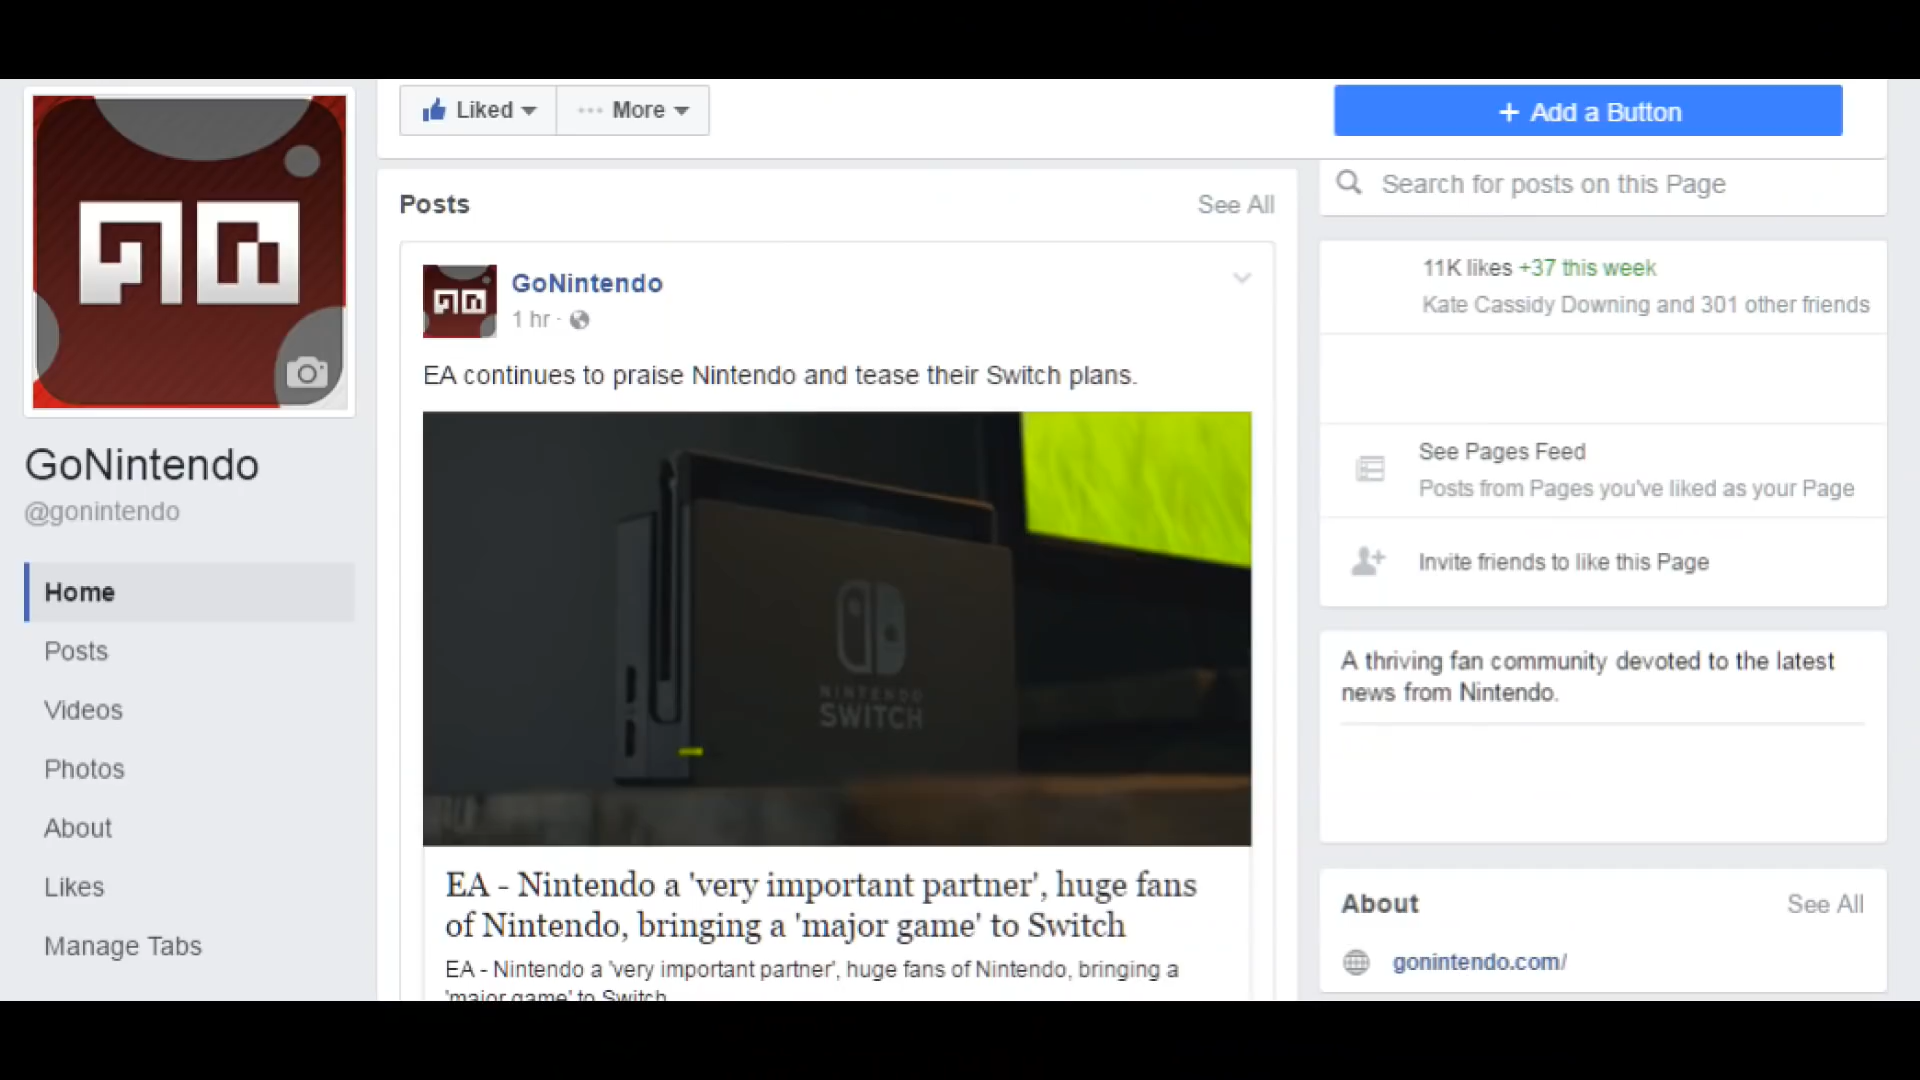 Liked
More
+ Add a Button
GoNintendo
@gonintendo
Home
Posts
Videos
Photos
About
Likes
Manage Tabs
Posts
See All
GoNintendo
1 hr ·
EA continues to praise Nintendo and tease their Switch plans.
NINTENDO
SWITCH
EA - Nintendo a 'very important partner', huge fans
of Nintendo, bringing a 'major game' to Switch
EA - Nintendo a 'very important partner', huge fans of Nintendo, bringing a
'major game' to Switch
Search for posts on this Page
11K likes +37 this week
Kate Cassidy Downing and 301 other friends
See Pages Feed
Posts from Pages you've liked as your Page
Invite friends to like this Page
A thriving fan community devoted to the latest
news from Nintendo.
About
See All
gonintendo.com/